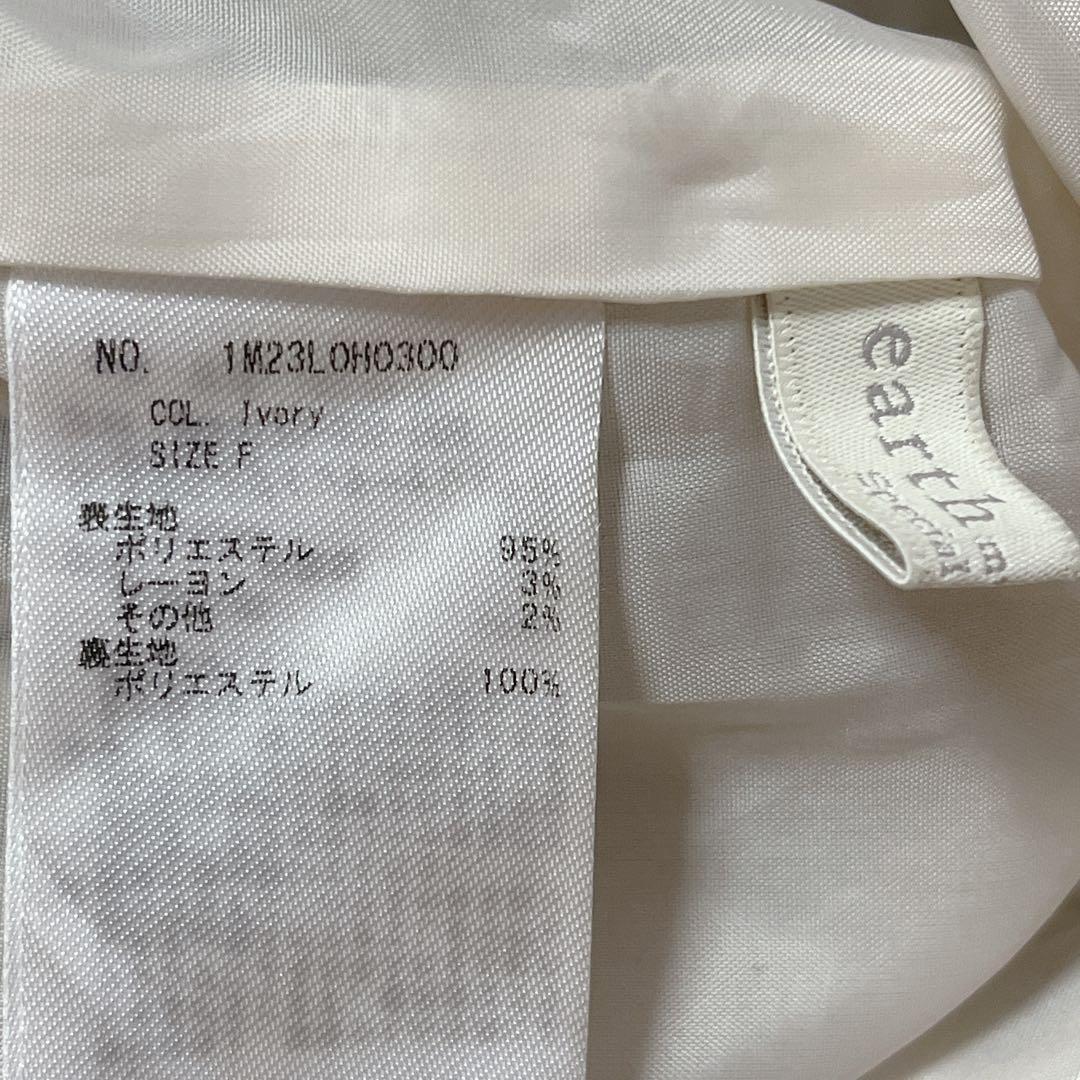 NO. 1M23L0H0300
COL. Ivory
SIZE F
表生地
ポリエステル 95%
レーヨン 3%
その他 2%
裏生地
ポリエステル 100%
earth m
special